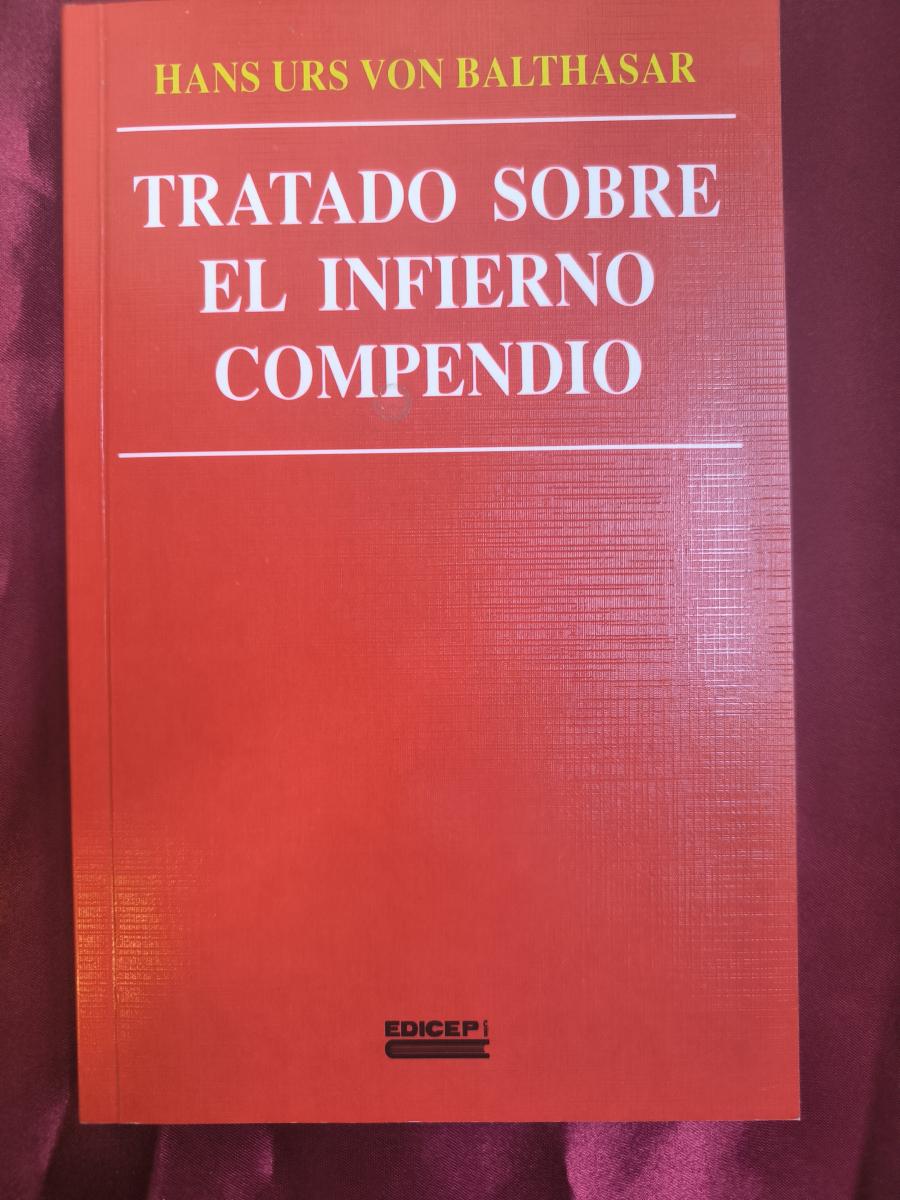 HANS URS VON BALTHASAR
TRATADO SOBRE
EL INFIERNO
COMPENDIO
EDICEP